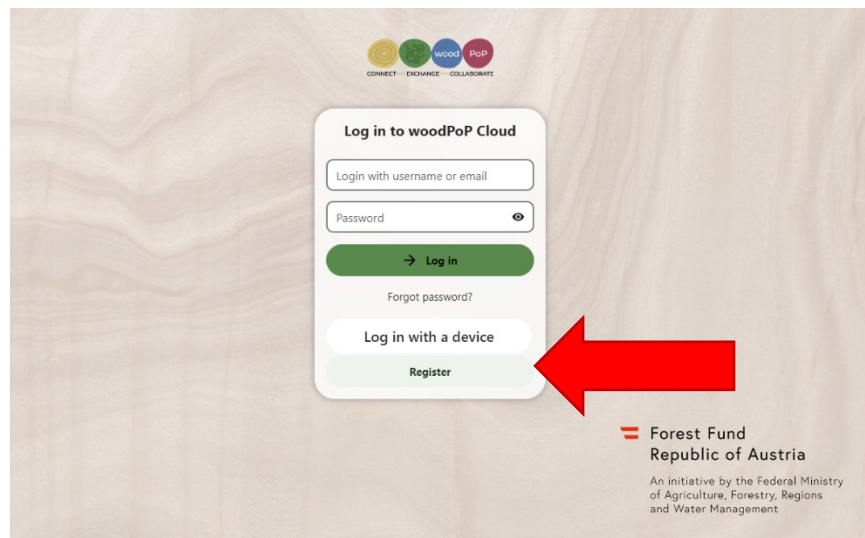 wood PoP
CONNECT EXCHANGE COLLABORATE
Log in to woodPoP Cloud
Login with username or email
Password
→ Log in
Forgot password?
Log in with a device
Register
Forest Fund
Republic of Austria
An initiative by the Federal Ministry
of Agriculture, Forestry, Regions
and Water Management